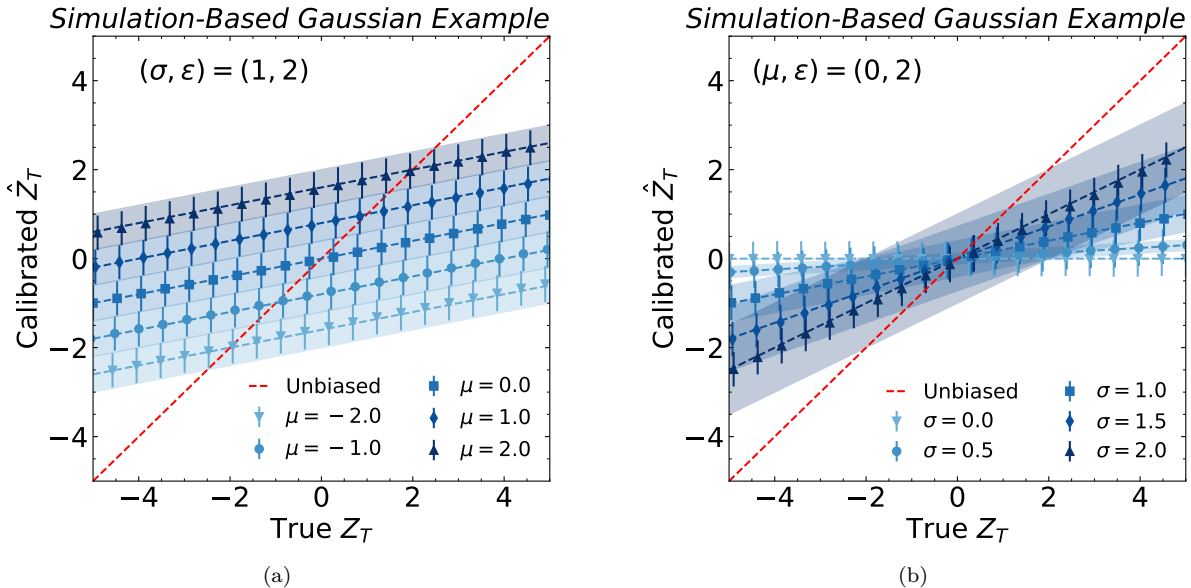 Simulation-Based Gaussian Example
(σ, ε) = (1, 2)
4
2
0
−2
−4
Calibrated Ẑ_T
Unbiased
μ = −2.0
μ = −1.0
μ = 0.0
μ = 1.0
μ = 2.0
−4 −2 0 2 4
True Z_T
(a)
Simulation-Based Gaussian Example
(μ, ε) = (0, 2)
4
2
0
−2
−4
Calibrated Ẑ_T
Unbiased
σ = 0.0
σ = 0.5
σ = 1.0
σ = 1.5
σ = 2.0
−4 −2 0 2 4
True Z_T
(b)